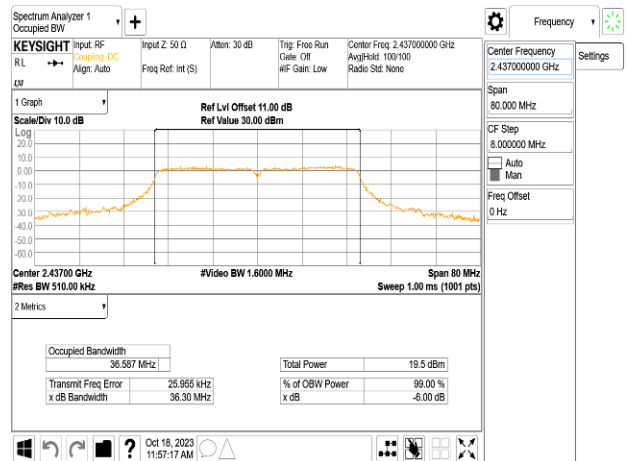 Spectrum Analyzer 1
Occupied BW
Frequency
KEYSIGHT
Input: RF
Coupling: DC
Align: Auto
Input Z: 50 Ω
Freq Ref: Int (S)
Atten: 30 dB
Trig: Free Run
Gate: Off
#IF Gain: Low
Center Freq: 2.437000000 GHz
Avg|Hold: 100/100
Radio Std: None
RL
Center Frequency
2.437000000 GHz
Settings
Span
80.000 MHz
CF Step
8.000000 MHz
Auto
Man
Freq Offset
0 Hz
1 Graph
Scale/Div 10.0 dB
Ref Lvl Offset 11.00 dB
Ref Value 30.00 dBm
Log
20.0
10.0
0.00
-10.0
-20.0
-30.0
-40.0
-50.0
-60.0
Center 2.43700 GHz
#Video BW 1.6000 MHz
Span 80 MHz
#Res BW 510.00 kHz
Sweep 1.00 ms (1001 pts)
2 Metrics
Occupied Bandwidth
36.587 MHz
Total Power 19.5 dBm
Transmit Freq Error 25.955 kHz
% of OBW Power 99.00 %
x dB Bandwidth 36.30 MHz
x dB -6.00 dB
Oct 18, 2023
11:57:17 AM